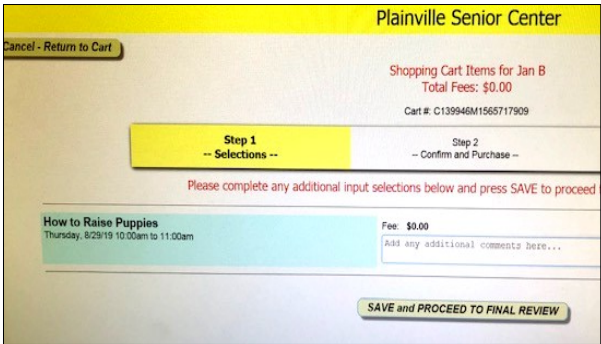 Plainville Senior Center
Cancel - Return to Cart
Shopping Cart Items for Jan B
Total Fees: $0.00
Cart #: C139946M1565717909
Step 1
-- Selections --
Step 2
-- Confirm and Purchase --
Please complete any additional input selections below and press SAVE to proceed
How to Raise Puppies
Thursday, 8/29/19 10:00am to 11:00am
Fee: $0.00
Add any additional comments here...
SAVE and PROCEED TO FINAL REVIEW